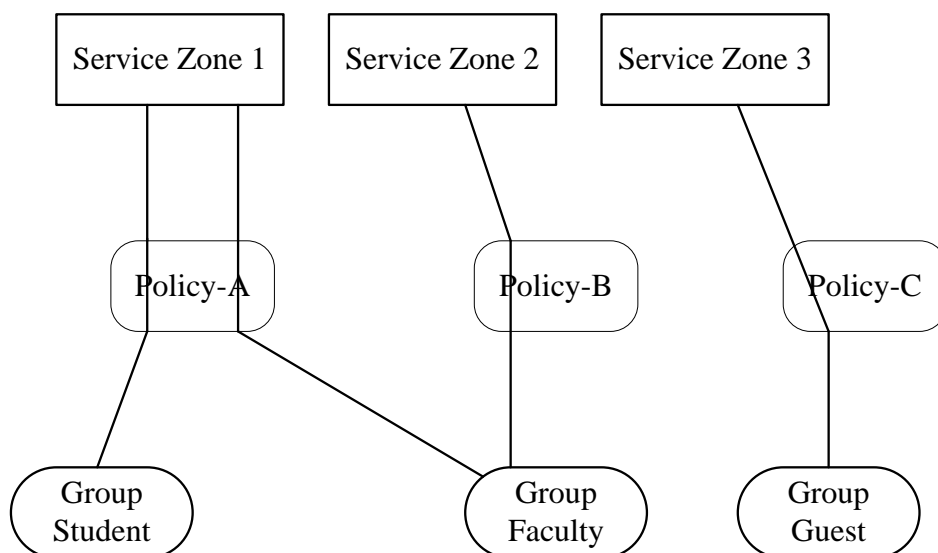 Service Zone 1
Service Zone 2
Service Zone 3
Policy-A
Policy-B
Policy-C
Group
Student
Group
Faculty
Group
Guest